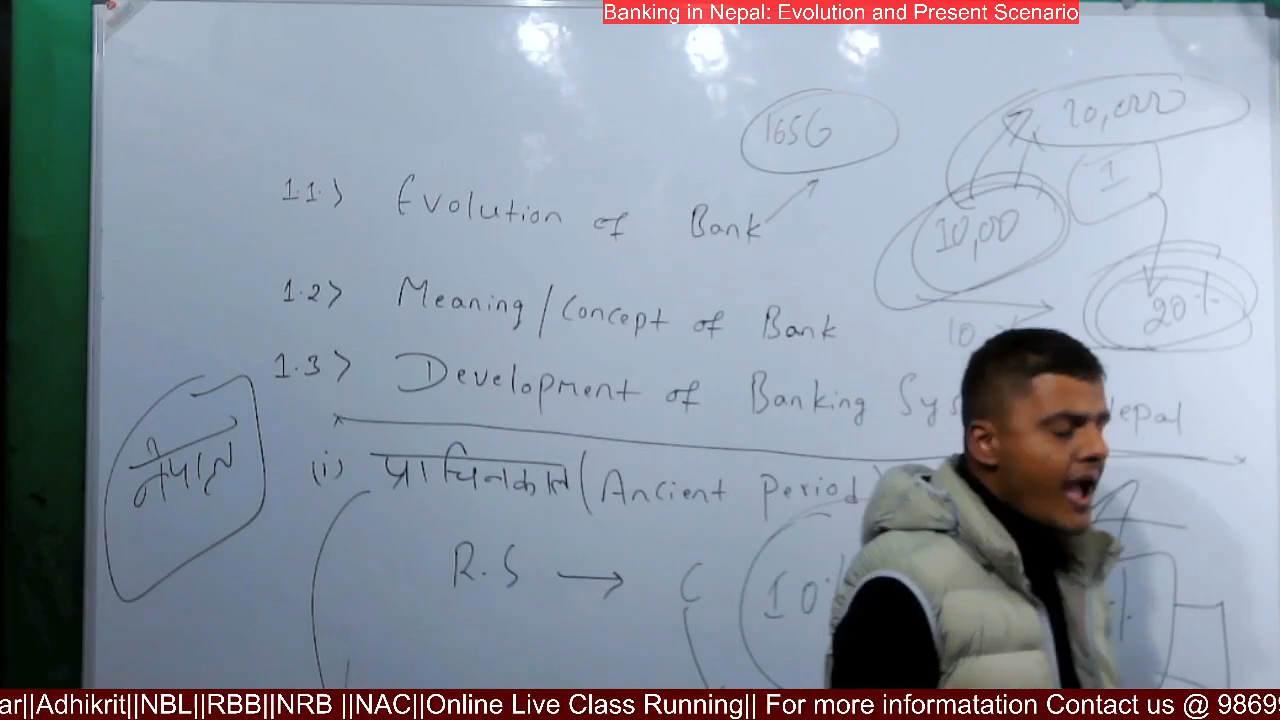 Banking in Nepal: Evolution and Present Scenario
1656
20,000
1
10,00
20%
10
1.1> Evolution of Bank
1.2> Meaning/Concept of Bank
1.3> Development of Banking Sys epal
नेपाल
(i) प्राचिनकाल (Ancient Period
R.S → C 10%
ar||Adhikrit||NBL||RBB||NRB ||NAC||Online Live Class Running|| For more informatation Contact us @ 9869